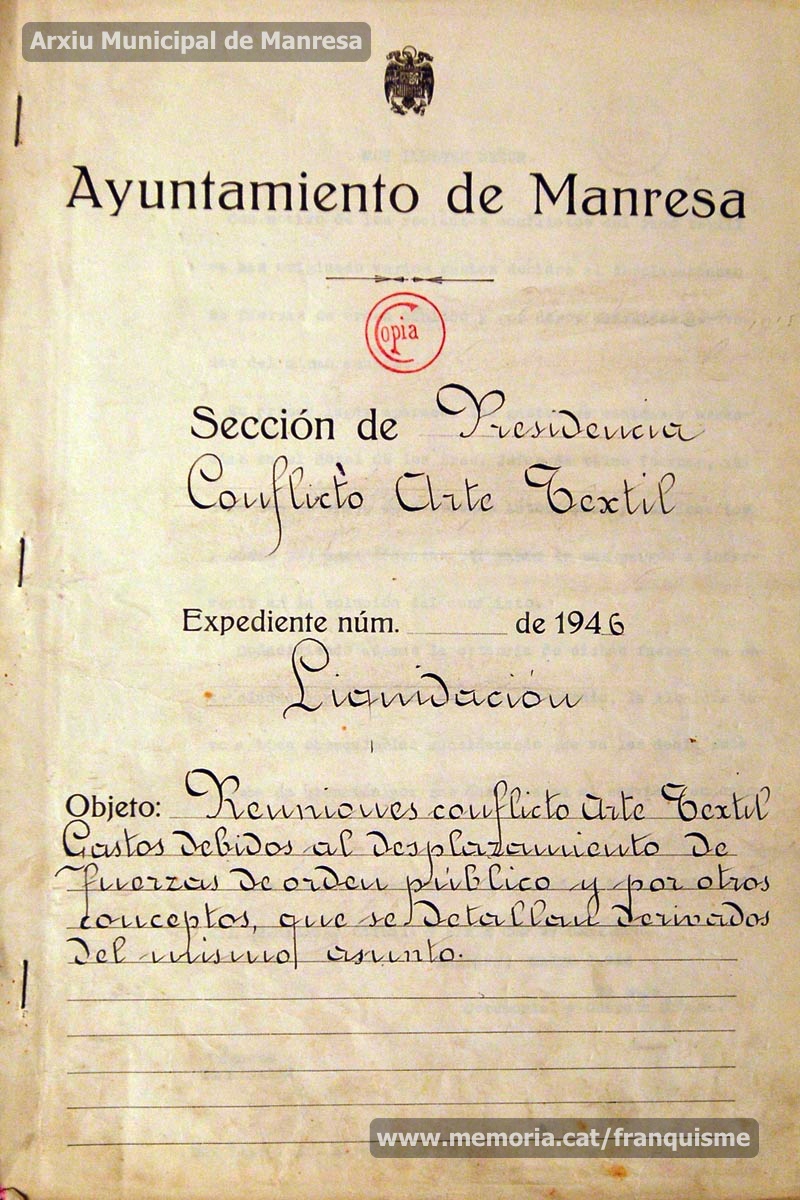 Arxiu Municipal de Manresa
Ayuntamiento de Manresa
Copia
Sección de Presidencia
Conflicto Arte Textil
Expediente núm. de 1946
Liquidación
Objeto: Reuniones conflicto Arte Textil
Gastos debidos al desplazamiento de
fuerzas de orden público y por otros
conceptos, que se detallan derivados
del mismo asunto.
www.memoria.cat/franquisme